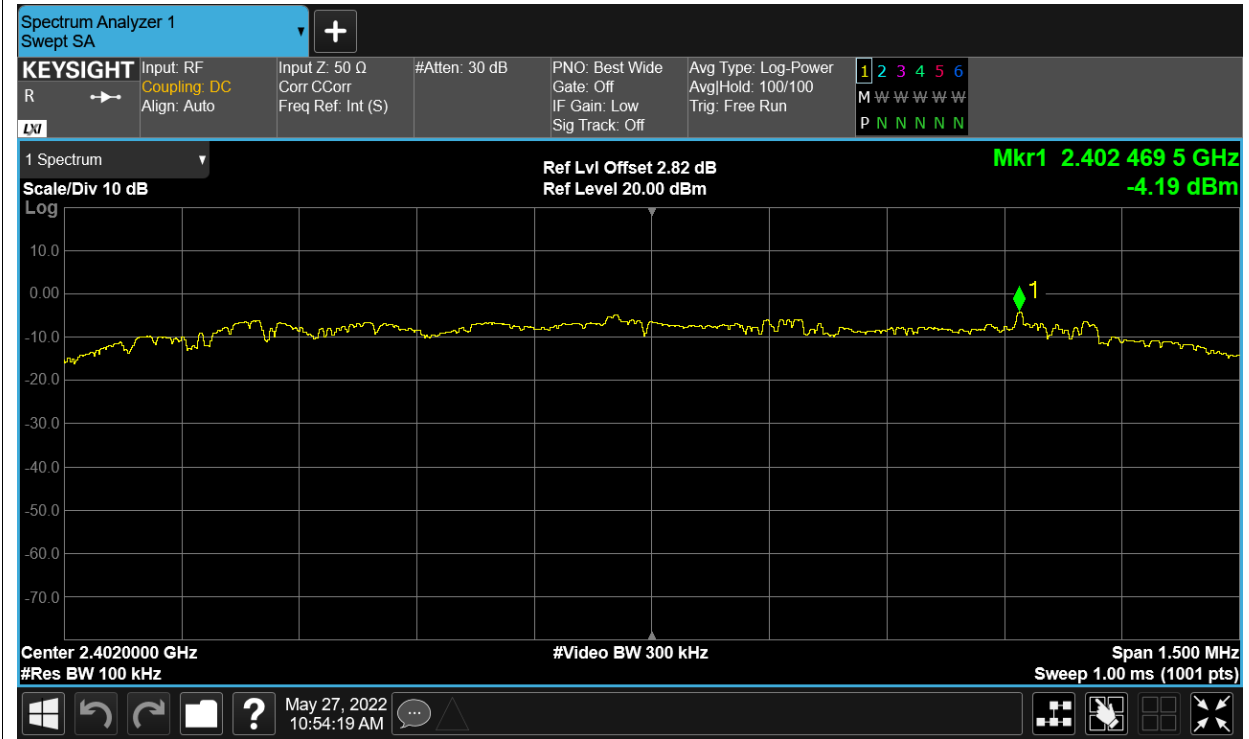 Spectrum Analyzer 1
Swept SA
KEYSIGHT
R
LXI
Input: RF
Coupling: DC
Align: Auto
Input Z: 50 Ω
Corr CCorr
Freq Ref: Int (S)
#Atten: 30 dB
PNO: Best Wide
Gate: Off
IF Gain: Low
Sig Track: Off
Avg Type: Log-Power
Avg|Hold: 100/100
Trig: Free Run
1 2 3 4 5 6
M W W W W W
P N N N N N
1 Spectrum
Scale/Div 10 dB
Log
Ref Lvl Offset 2.82 dB
Ref Level 20.00 dBm
Mkr1 2.402 469 5 GHz
-4.19 dBm
10.0
0.00
1
-10.0
-20.0
-30.0
-40.0
-50.0
-60.0
-70.0
Center 2.4020000 GHz
#Video BW 300 kHz
Span 1.500 MHz
#Res BW 100 kHz
Sweep 1.00 ms (1001 pts)
?
May 27, 2022
10:54:19 AM